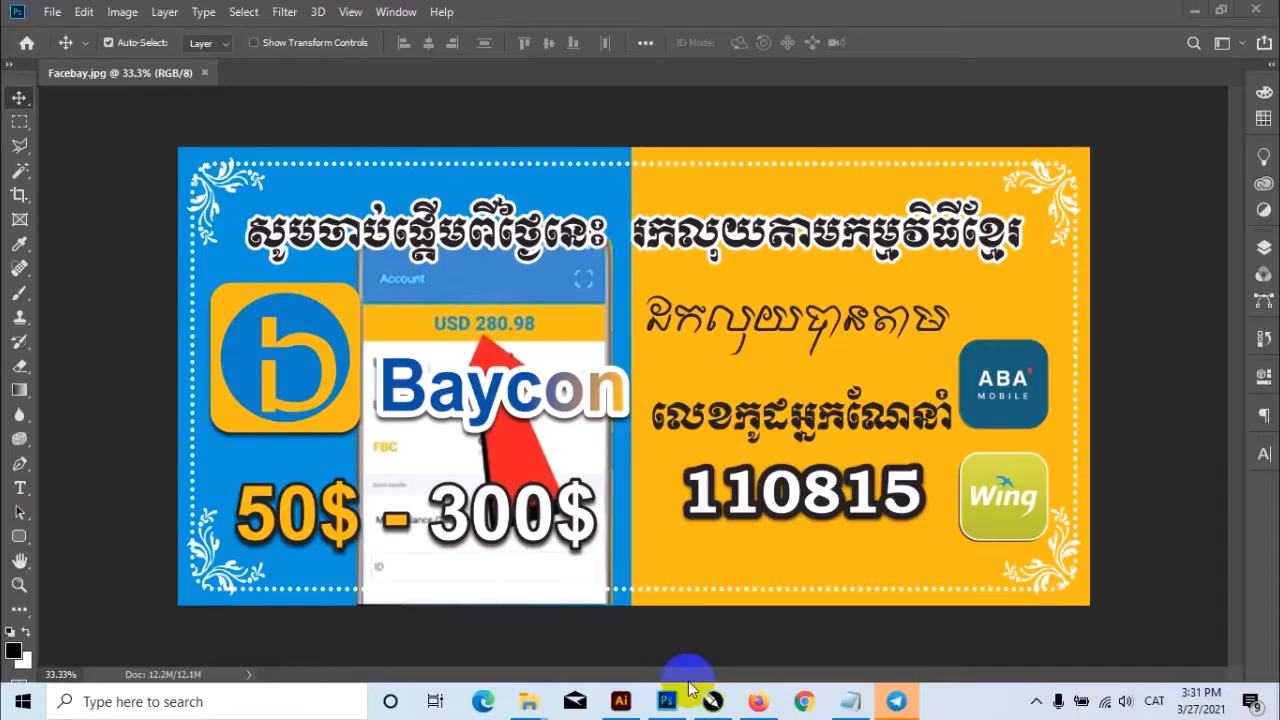 File Edit Image Layer Type Select Filter 3D View Window Help
Auto-Select: Layer Show Transform Controls 3D Mode:
Facebay.jpg @ 33.3% (RGB/8)
សូមចាប់ផ្ដើមពីថ្ងៃនេះ រកលុយតាមកម្មវិធីខ្មែរ
Account
USD 280.98
ដកលុយបានតាម
Baycon
ABA
MOBILE
លេខកូដអ្នកណែនាំ
FBC
50$ - 300$
110815
Wing
ID
33.33% Doc: 12.2M/12.1M
Type here to search
CAT
3:31 PM
3/27/2021